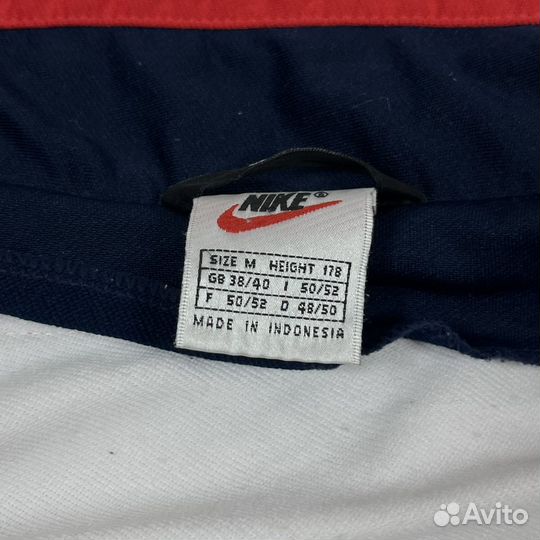 NIKE®
SIZE M HEIGHT 178
GB 38/40 I 50/52
F 50/52 D 48/50
MADE IN INDONESIA
Avito